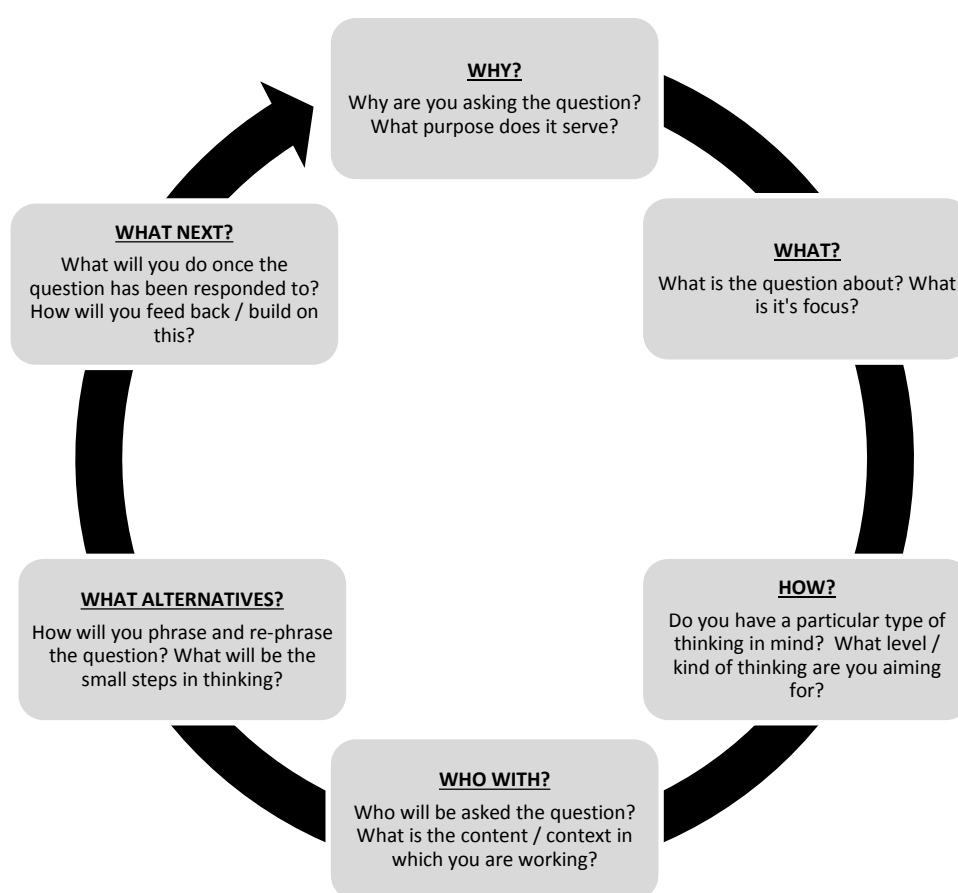 WHY?
Why are you asking the question?
What purpose does it serve?
WHAT?
What is the question about? What
is it's focus?
HOW?
Do you have a particular type of
thinking in mind?  What level /
kind of thinking are you aiming
for?
WHO WITH?
Who will be asked the question?
What is the content / context in
which you are working?
WHAT ALTERNATIVES?
How will you phrase and re-phrase
the question? What will be the
small steps in thinking?
WHAT NEXT?
What will you do once the
question has been responded to?
How will you feed back / build on
this?